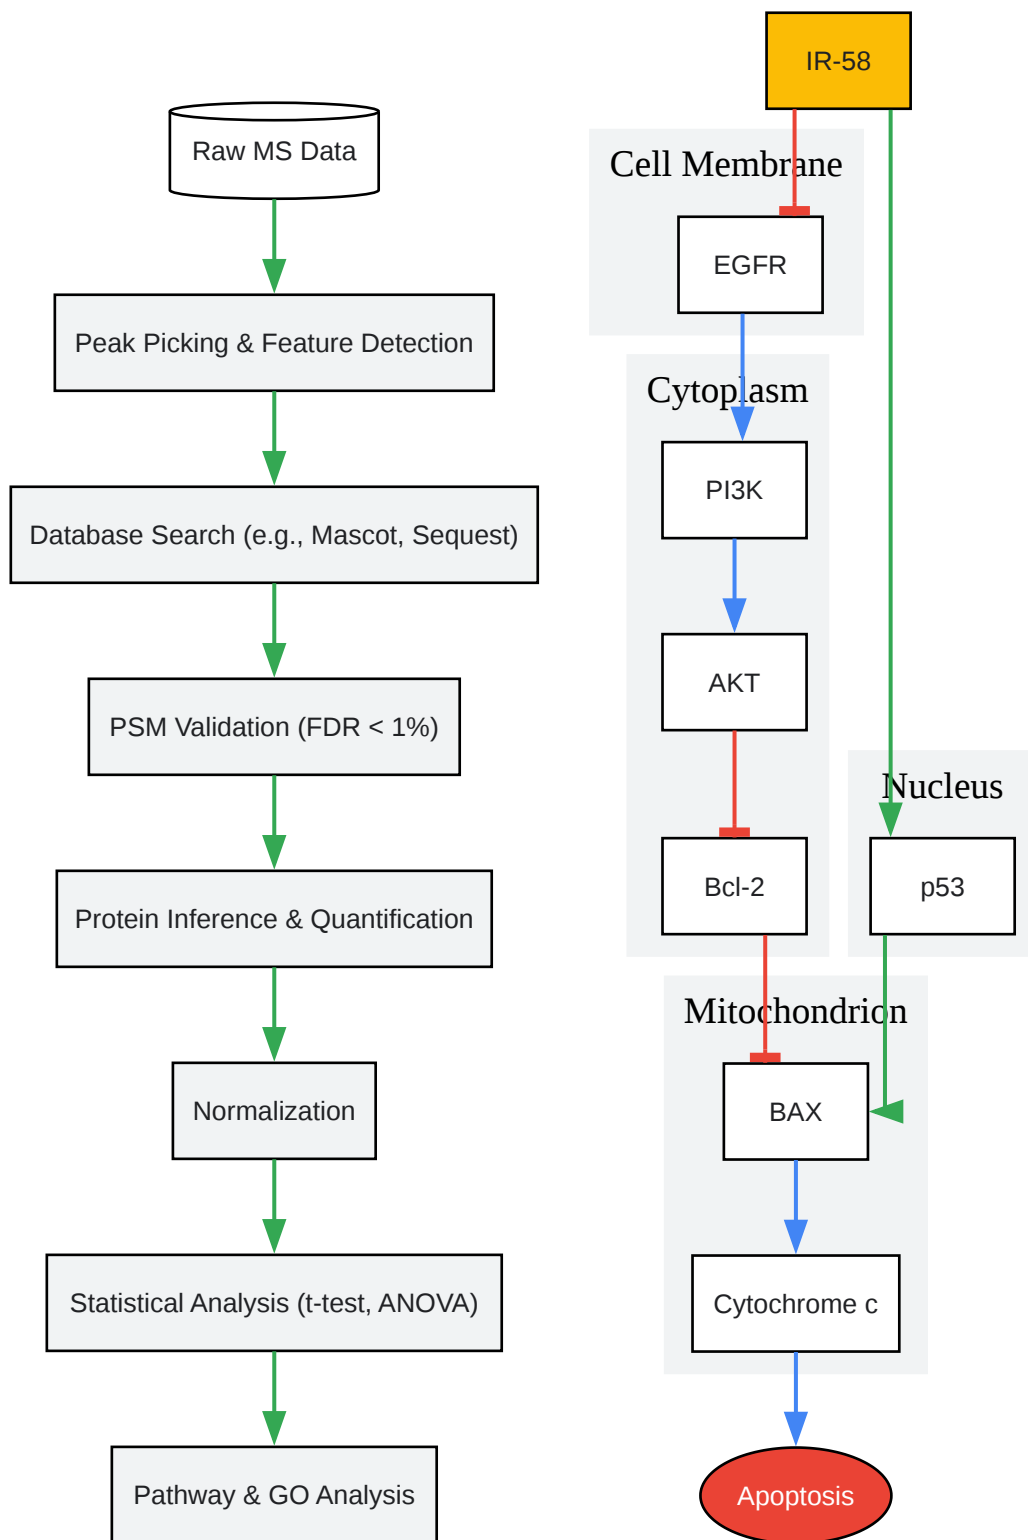 Raw MS Data
Peak Picking & Feature Detection
Database Search (e.g., Mascot, Sequest)
PSM Validation (FDR < 1%)
Protein Inference & Quantification
Normalization
Statistical Analysis (t-test, ANOVA)
Pathway & GO Analysis
IR-58
Cell Membrane
EGFR
Cytoplasm
PI3K
AKT
Bcl-2
Nucleus
p53
Mitochondrion
BAX
Cytochrome c
Apoptosis